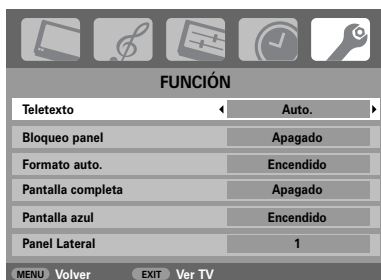 FUNCIÓN
Teletexto Auto.
Bloqueo panel Apagado
Formato auto. Encendido
Pantalla completa Apagado
Pantalla azul Encendido
Panel Lateral 1
MENU Volver EXIT Ver TV